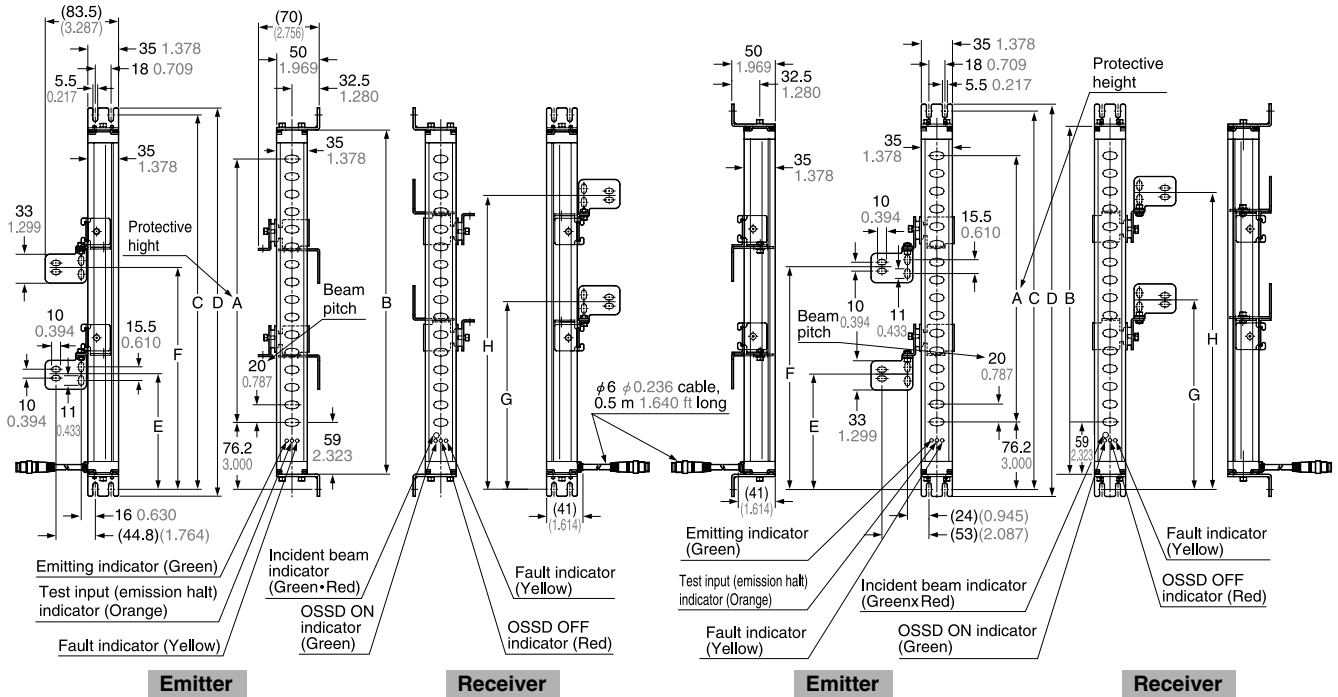 (83.5)
(3.287)
35 1.378
18 0.709
5.5
0.217
35
1.378
33
1.299
Protective
hight
10
0.394
15.5
0.610
10
0.394
11
0.433
C
D
A
F
E
16 0.630
(44.8)(1.764)
(70)
(2.756)
50
1.969
32.5
1.280
35
1.378
Beam
pitch
B
20
0.787
76.2
3.000
59
2.323
Emitting indicator (Green)
Test input (emission halt)
indicator (Orange)
Fault indicator (Yellow)
H
G
φ6 φ0.236 cable,
0.5 m 1.640 ft long
(41)
(1.614)
Incident beam
indicator
(Green•Red)
OSSD ON
indicator
(Green)
Fault indicator
(Yellow)
OSSD OFF
indicator (Red)
Emitter
Receiver
50
1.969
32.5
1.280
35
1.378
(41)
(1.614)
35 1.378
18 0.709
5.5 0.217
Protective
height
35
1.378
10
0.394
15.5
0.610
10
0.394
11
0.433
Beam
pitch
20
0.787
33
1.299
F
E
A
C
D
B
H
G
76.2
3.000
59
2.323
(24)(0.945)
(53)(2.087)
Emitting indicator
(Green)
Test input (emission halt)
indicator (Orange)
Fault indicator
(Yellow)
Incident beam indicator
(GreenxRed)
OSSD ON indicator
(Green)
Fault indicator
(Yellow)
OSSD OFF
indicator (Red)
Emitter
Receiver